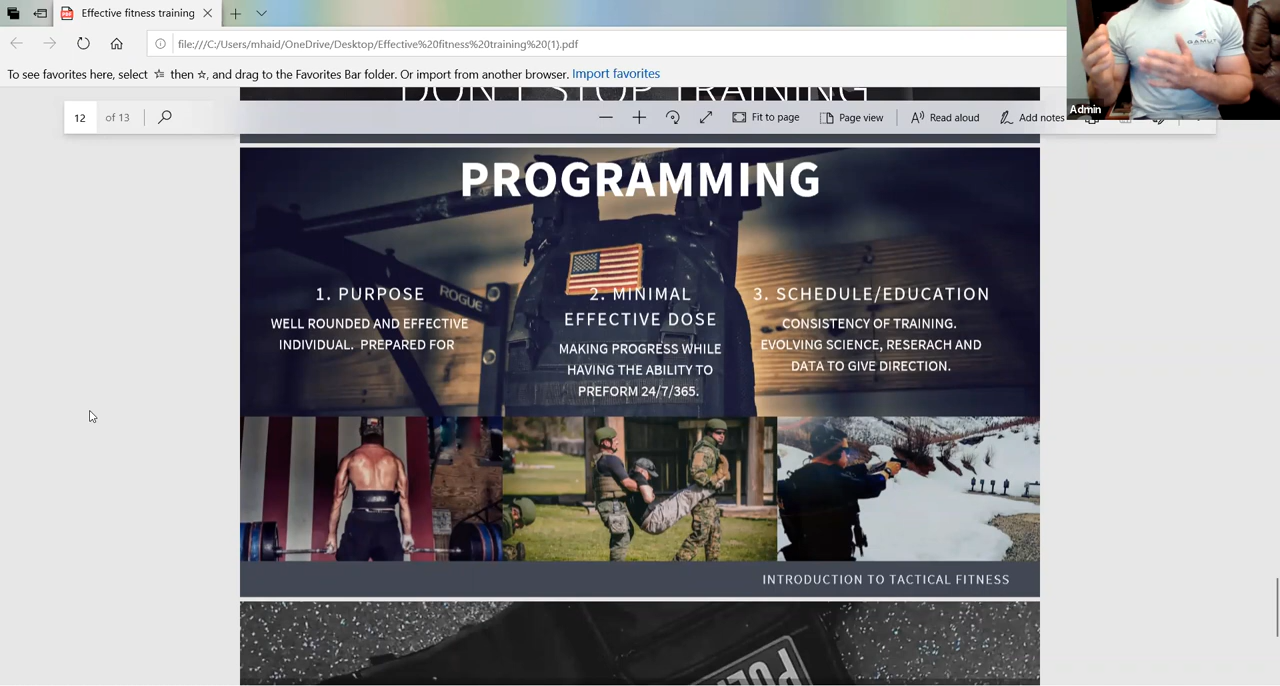 Effective fitness training
file:///C:/Users/mhaid/OneDrive/Desktop/Effective%20fitness%20training%20(1).pdf
To see favorites here, select then , and drag to the Favorites Bar folder. Or import from another browser. Import favorites
Admin
DON'T STOP TRAINING
12 of 13 Fit to page Page view Read aloud Add notes
PROGRAMMING
1. PURPOSE
WELL ROUNDED AND EFFECTIVE
INDIVIDUAL. PREPARED FOR
ROGUE
2. MINIMAL
EFFECTIVE DOSE
MAKING PROGRESS WHILE
HAVING THE ABILITY TO
PREFORM 24/7/365.
3. SCHEDULE/EDUCATION
CONSISTENCY OF TRAINING.
EVOLVING SCIENCE, RESERACH AND
DATA TO GIVE DIRECTION.
INTRODUCTION TO TACTICAL FITNESS